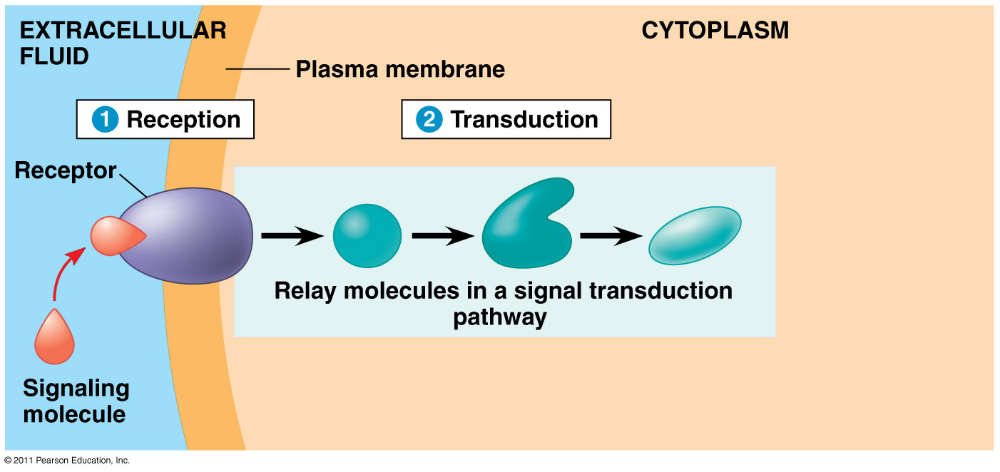 EXTRACELLULAR
FLUID
CYTOPLASM
Plasma membrane
1 Reception
2 Transduction
Receptor
Relay molecules in a signal transduction
pathway
Signaling
molecule
© 2011 Pearson Education, Inc.